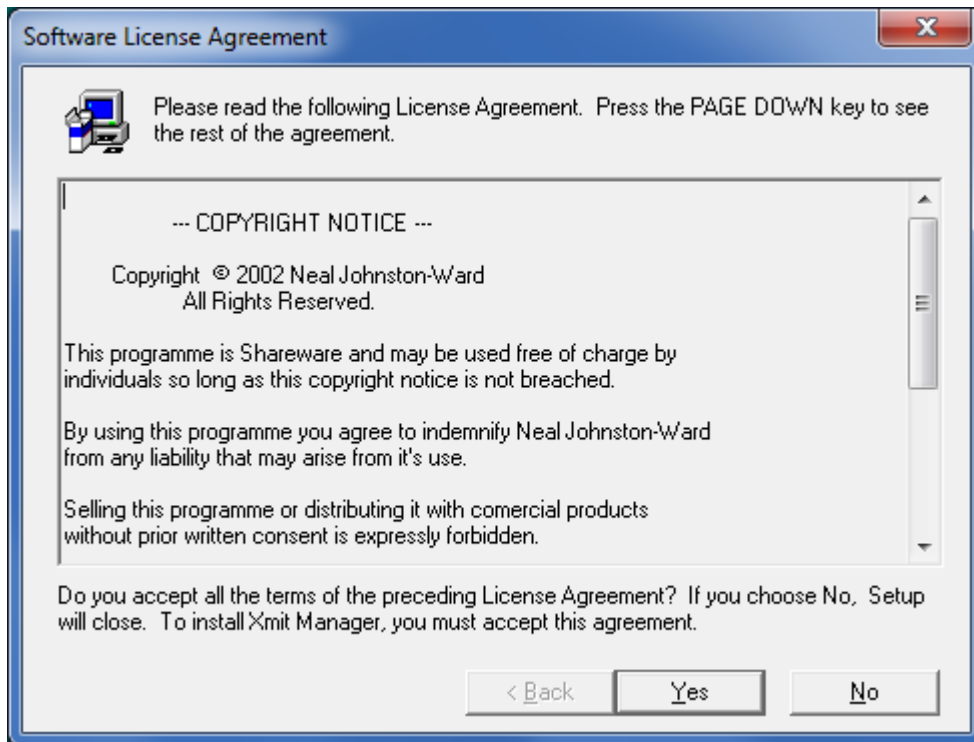 Software License Agreement
Please read the following License Agreement. Press the PAGE DOWN key to see
the rest of the agreement.
--- COPYRIGHT NOTICE ---
Copyright © 2002 Neal Johnston-Ward
All Rights Reserved.
This programme is Shareware and may be used free of charge by
individuals so long as this copyright notice is not breached.
By using this programme you agree to indemnify Neal Johnston-Ward
from any liability that may arise from it's use.
Selling this programme or distributing it with comercial products
without prior written consent is expressly forbidden.
Do you accept all the terms of the preceding License Agreement? If you choose No, Setup
will close. To install Xmit Manager, you must accept this agreement.
< Back Yes No